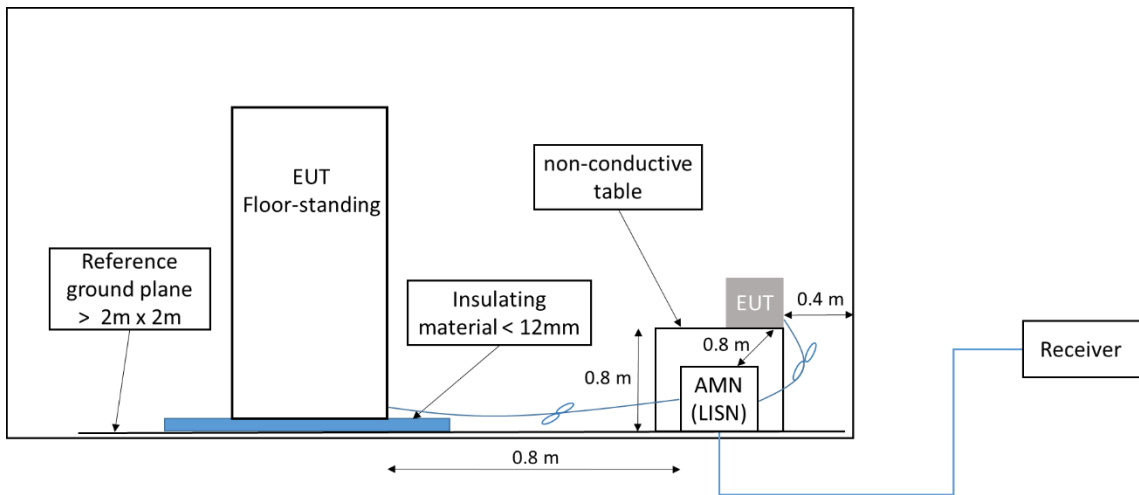 EUT
Floor-standing
non-conductive
table
Reference
ground plane
> 2m x 2m
Insulating
material < 12mm
EUT
0.4 m
0.8 m
0.8 m
AMN
(LISN)
Receiver
0.8 m